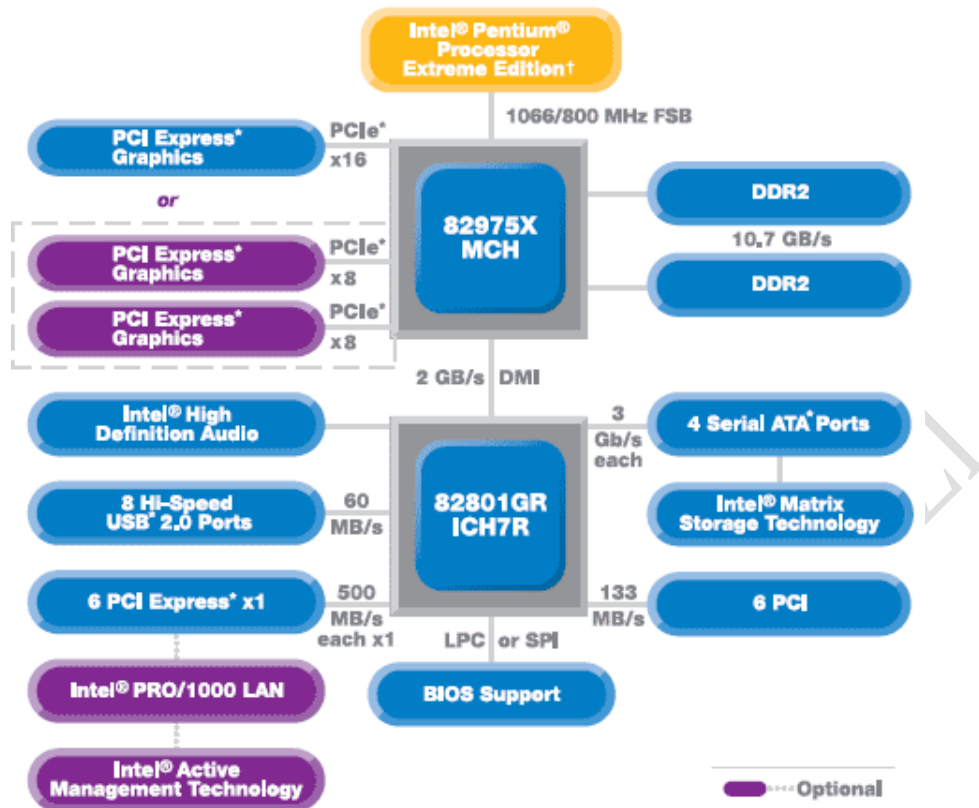 Intel® Pentium®
Processor
Extreme Edition†
1066/800 MHz FSB
PCI Express*
Graphics
PCIe*
x16
or
PCI Express*
Graphics
PCIe*
x8
PCI Express*
Graphics
PCIe*
x8
82975X
MCH
DDR2
10.7 GB/s
DDR2
2 GB/s DMI
Intel® High
Definition Audio
8 Hi-Speed
USB* 2.0 Ports
60
MB/s
6 PCI Express* x1
500
MB/s
each x1
82801GR
ICH7R
3
Gb/s
each
4 Serial ATA* Ports
Intel® Matrix
Storage Technology
133
MB/s
6 PCI
LPC or SPI
BIOS Support
Intel® PRO/1000 LAN
Intel® Active
Management Technology
Optional